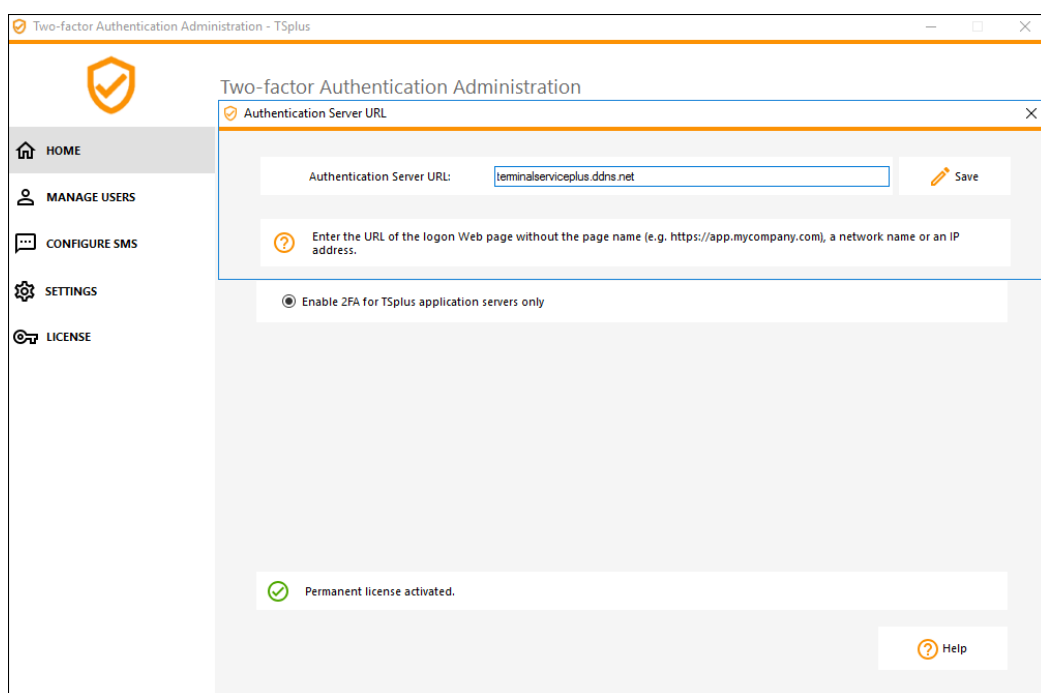 Two-factor Authentication Administration - TSplus
Two-factor Authentication Administration
Authentication Server URL
HOME
MANAGE USERS
CONFIGURE SMS
SETTINGS
LICENSE
Authentication Server URL:
terminalserviceplus.ddns.net
Save
Enter the URL of the logon Web page without the page name (e.g. https://app.mycompany.com), a network name or an IP
address.
Enable 2FA for TSplus application servers only
Permanent license activated.
Help